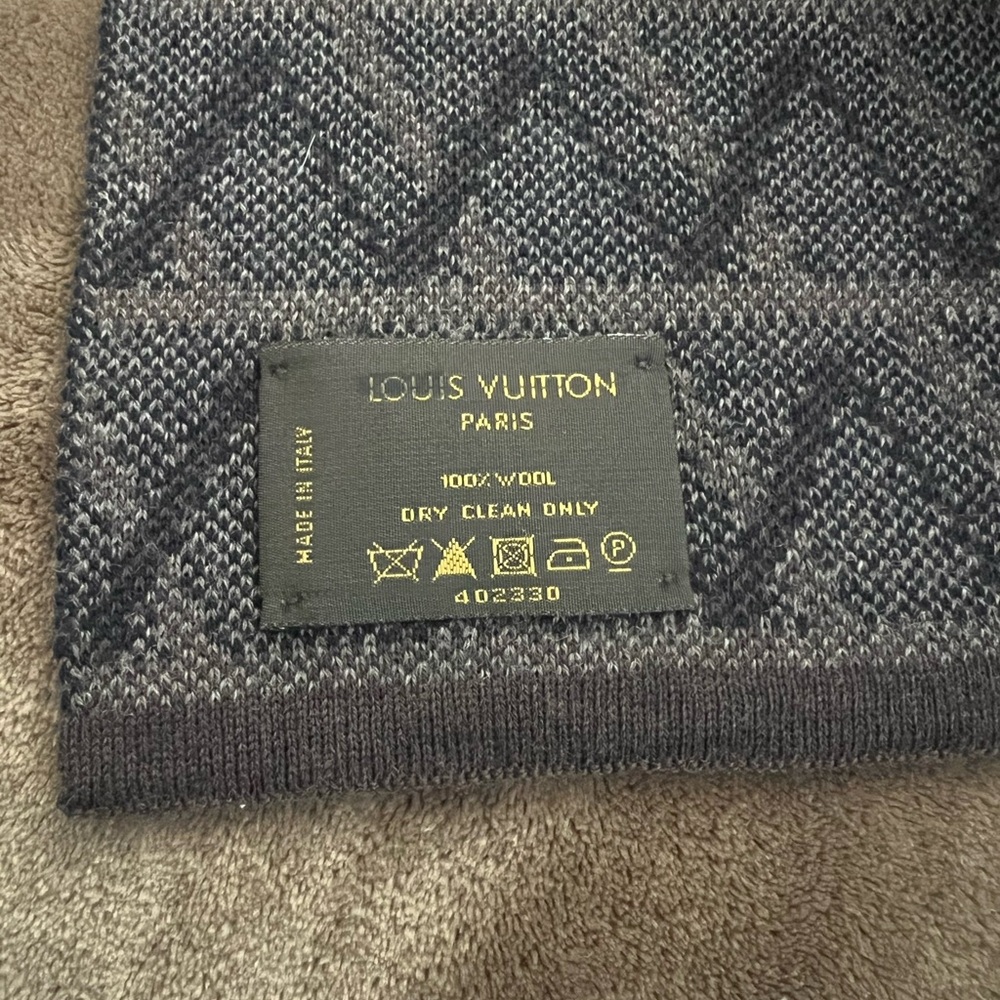 LOUIS VUITTON
PARIS
MADE IN ITALY
100% WOOL
DRY CLEAN ONLY
P
402330